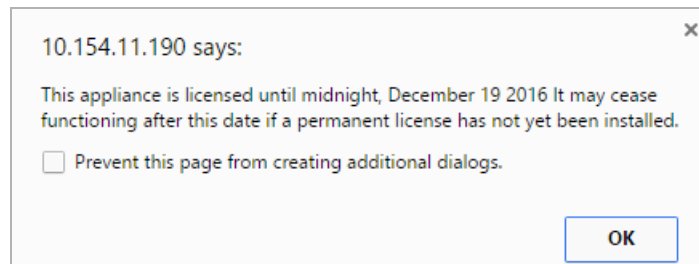 10.154.11.190 says:
This appliance is licensed until midnight, December 19 2016 It may cease
functioning after this date if a permanent license has not yet been installed.
Prevent this page from creating additional dialogs.
OK